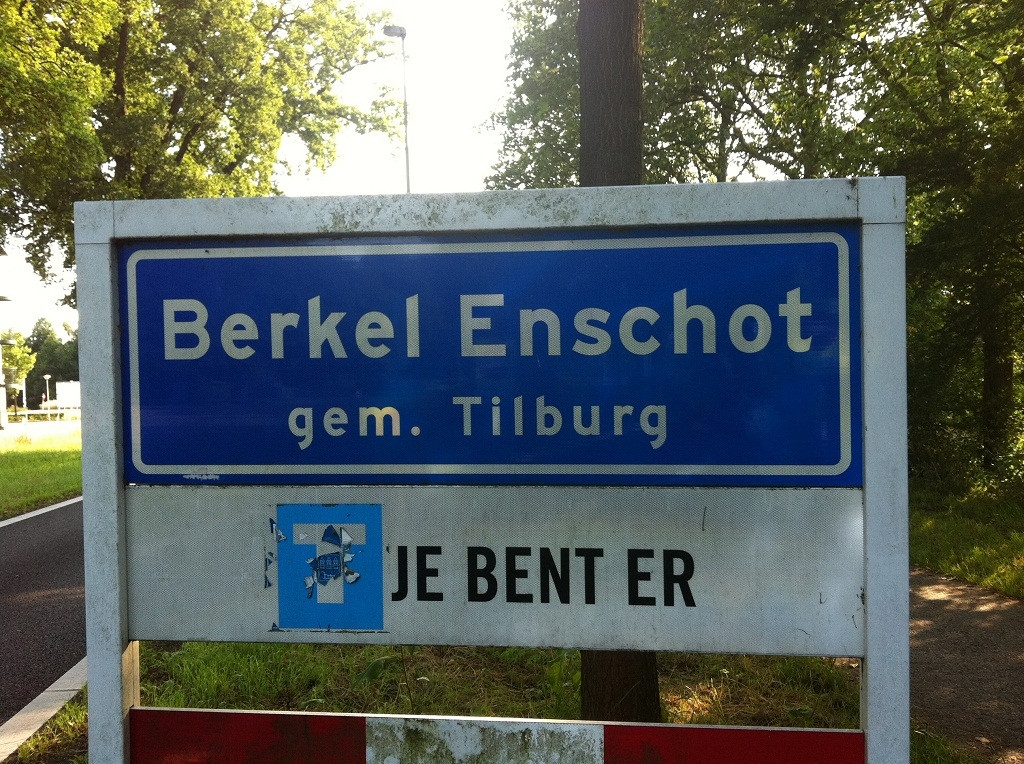 Berkel Enschot
gem. Tilburg
T JE BENT ER